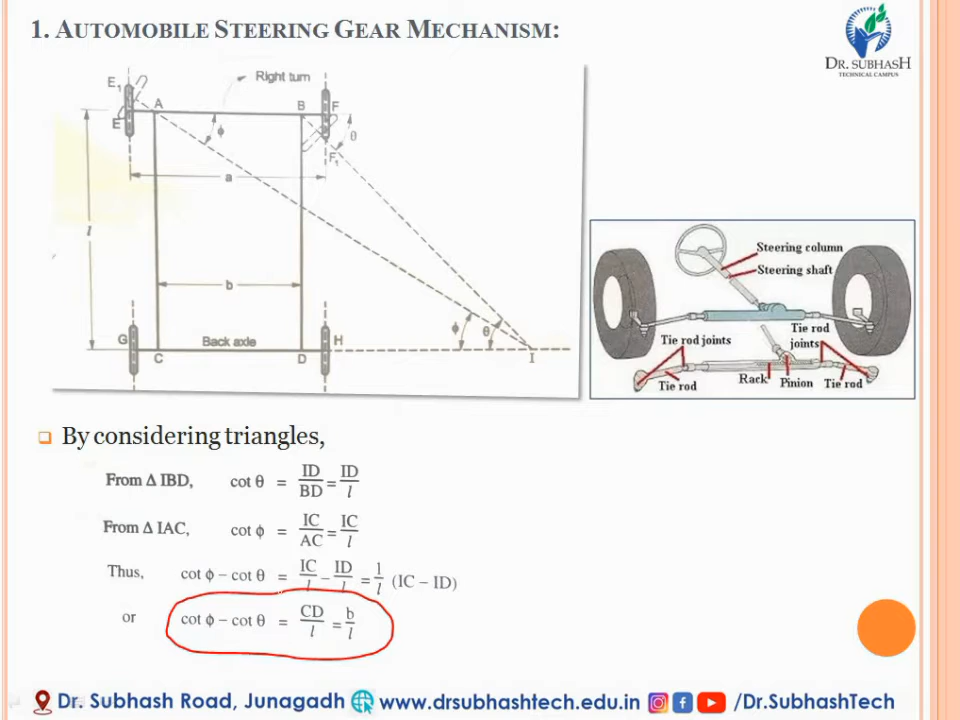 1. AUTOMOBILE STEERING GEAR MECHANISM:
DR. SUBHASH
TECHNICAL CAMPUS
Right turn
E₁
A
B
F
E
ϕ
θ
F₁
a
l
b
ϕ
θ
G
Back axle
H
C
D
I
Steering column
Steering shaft
Tie rod joints
Tie rod
joints
Tie rod
Rack
Pinion
Tie rod
By considering triangles,
From Δ IBD, cot θ = ID/BD = ID/l
From Δ IAC, cot ϕ = IC/AC = IC/l
Thus, cot ϕ – cot θ = IC/l – ID/l = 1/l (IC – ID)
or cot ϕ – cot θ = CD/l = b/l
Dr. Subhash Road, Junagadh www.drsubhashtech.edu.in /Dr.SubhashTech